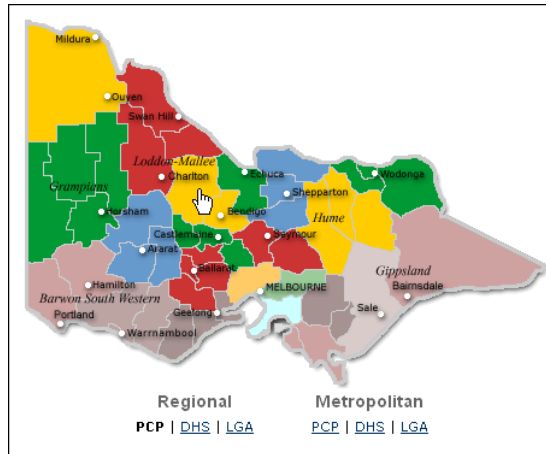 Mildura
Ouyen
Swan Hill
Loddon-Mallee
Charlton
Echuca
Wodonga
Grampians
Shepparton
Horsham
Bendigo
Hume
Castlemaine
Seymour
Ararat
Ballarat
Gippsland
Hamilton
MELBOURNE
Bairnsdale
Barwon South Western
Geelong
Sale
Portland
Warrnambool
Regional Metropolitan
PCP | DHS | LGA PCP | DHS | LGA